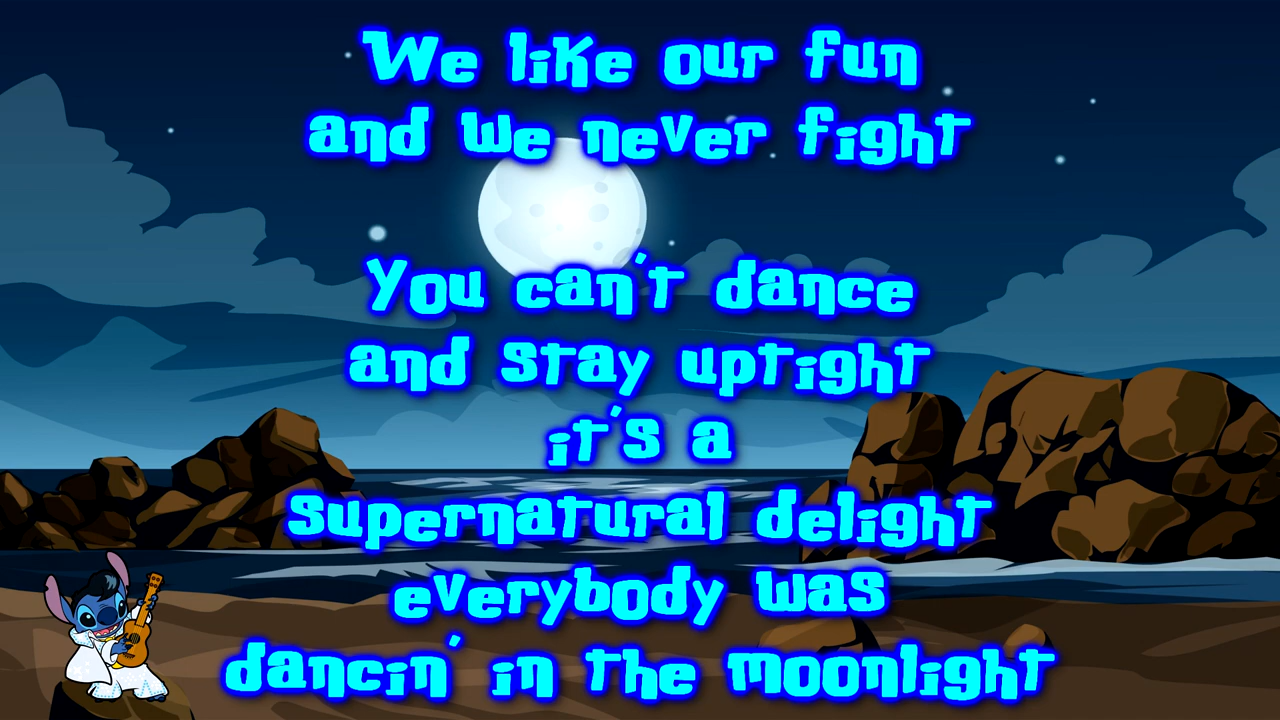 We like our fun
and we never fight
You can't dance
and stay uptight
it's a
supernatural delight
everybody was
dancin' in the moonlight